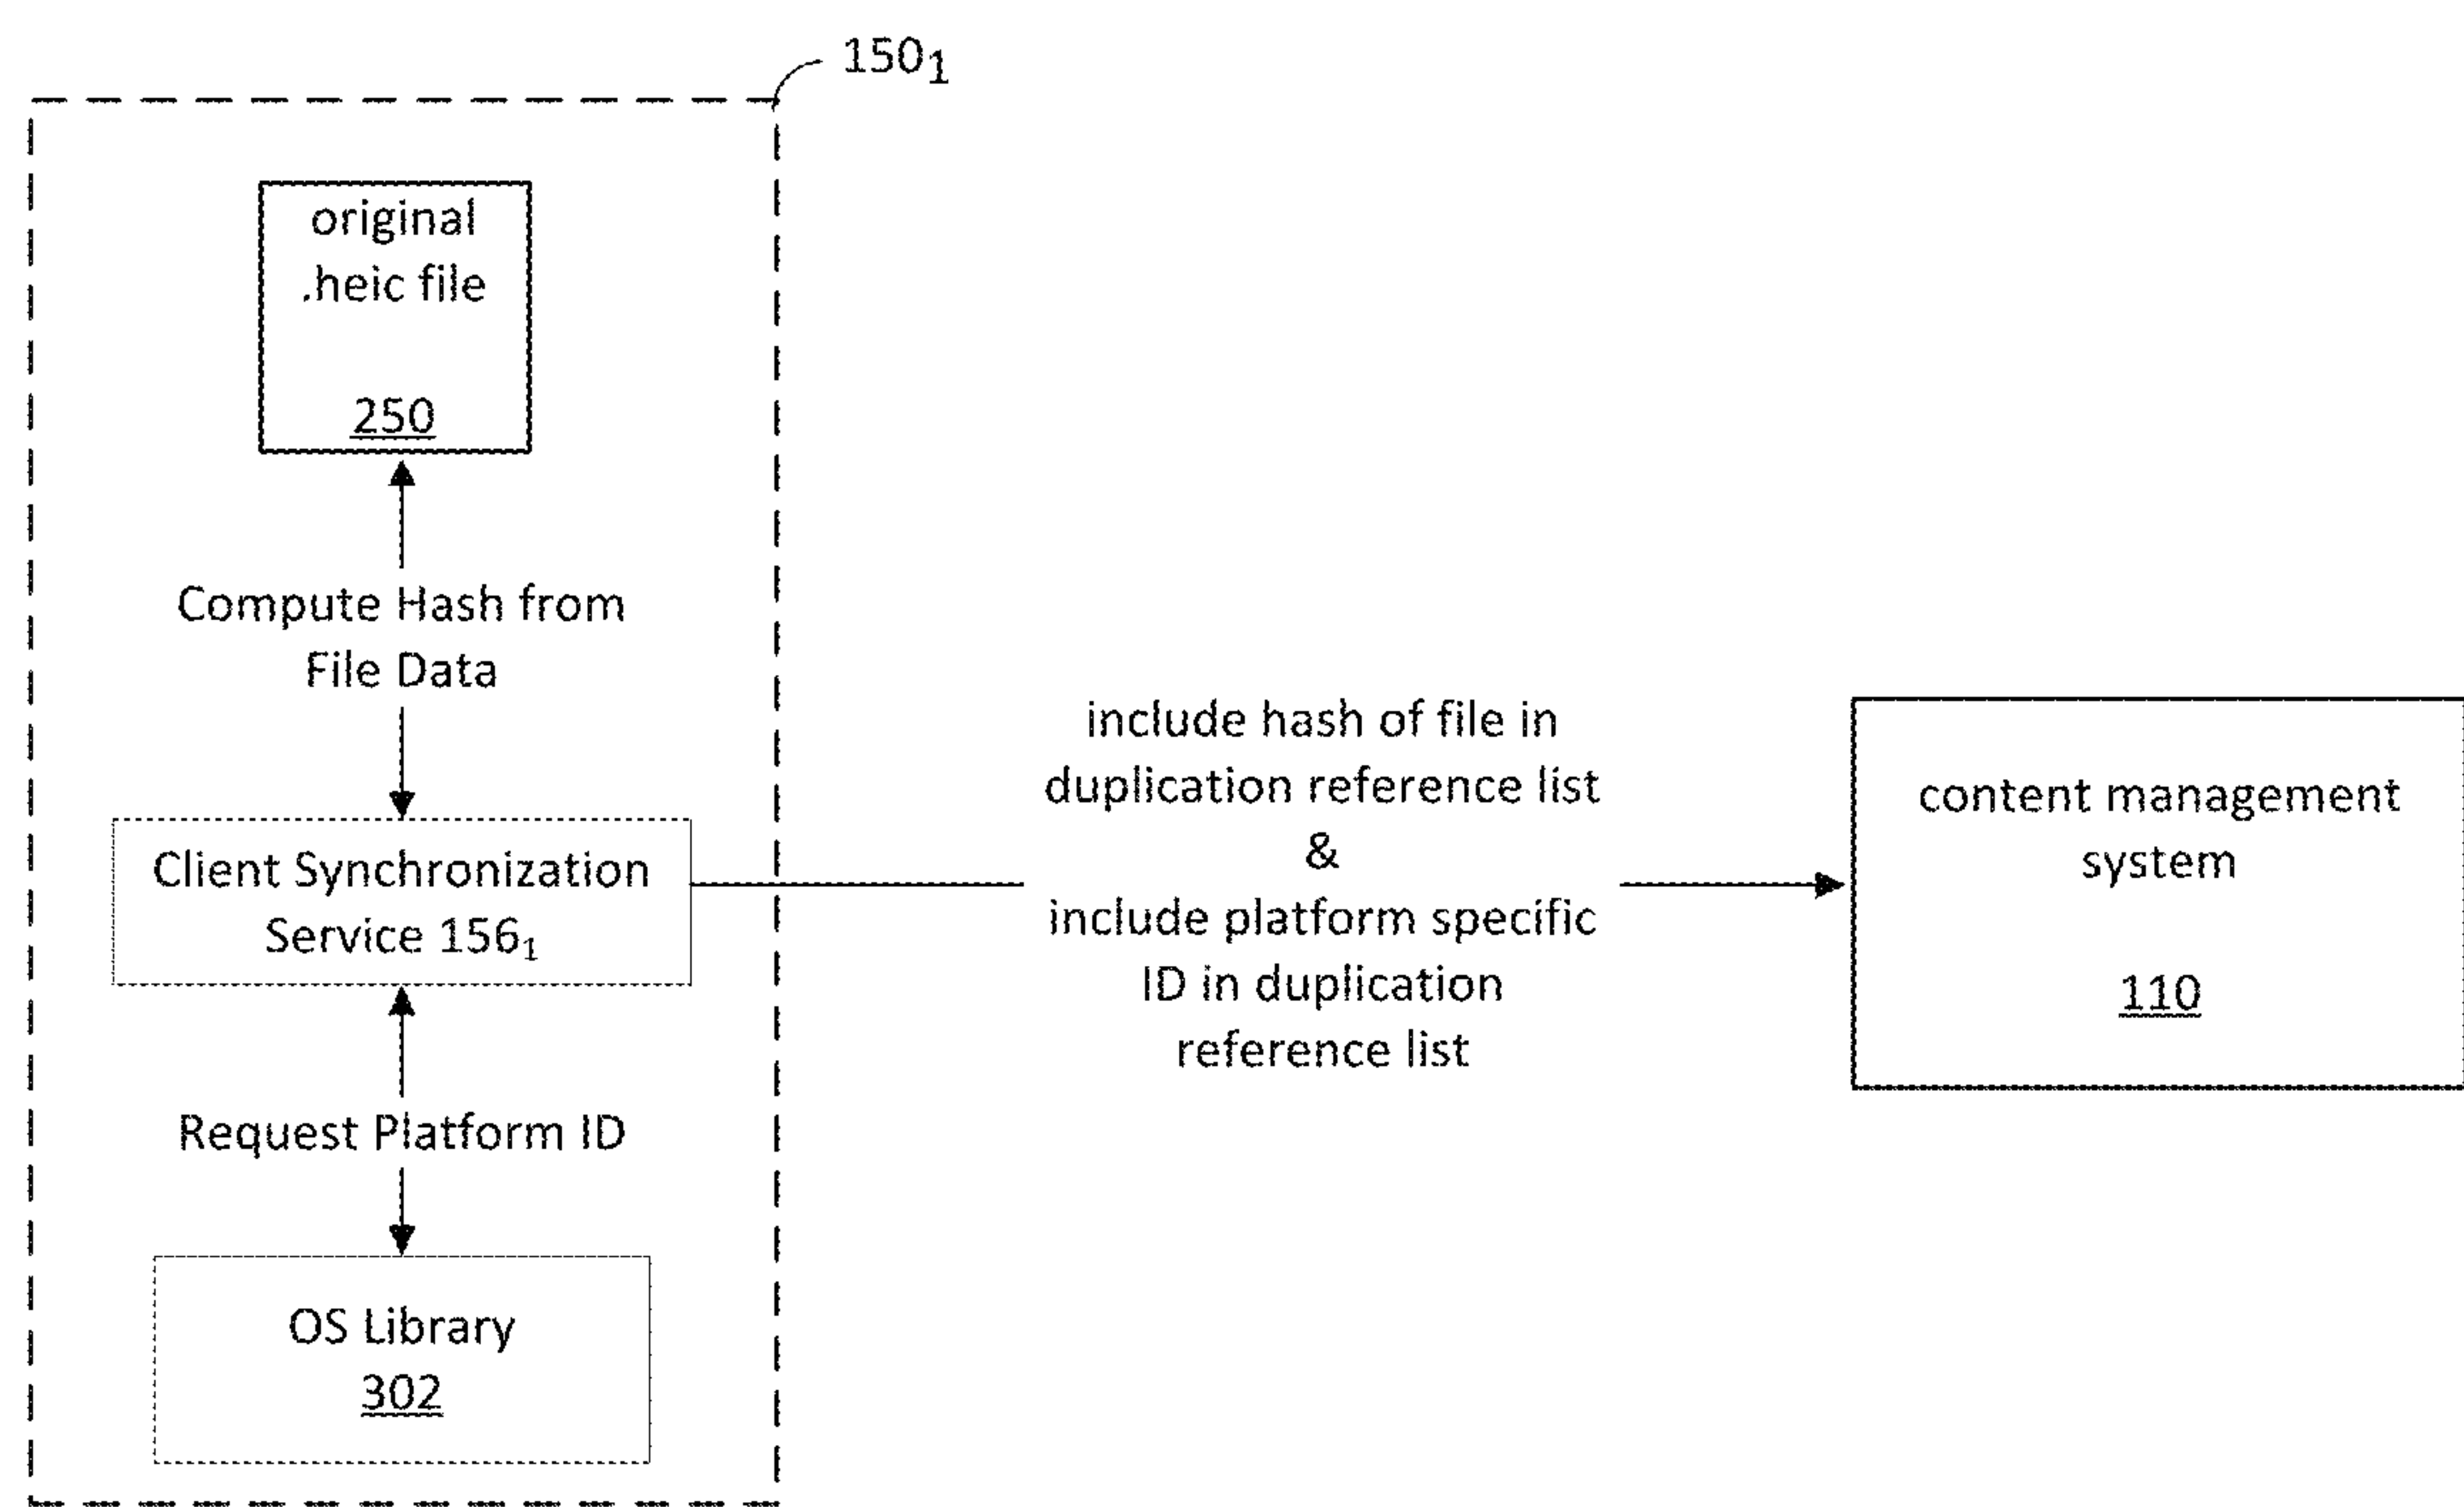 150₁
original
.heic file
250
Compute Hash from
File Data
Client Synchronization
Service 156₁
Request Platform ID
OS Library
302
include hash of file in
duplication reference list
&
include platform specific
ID in duplication
reference list
content management
system
110